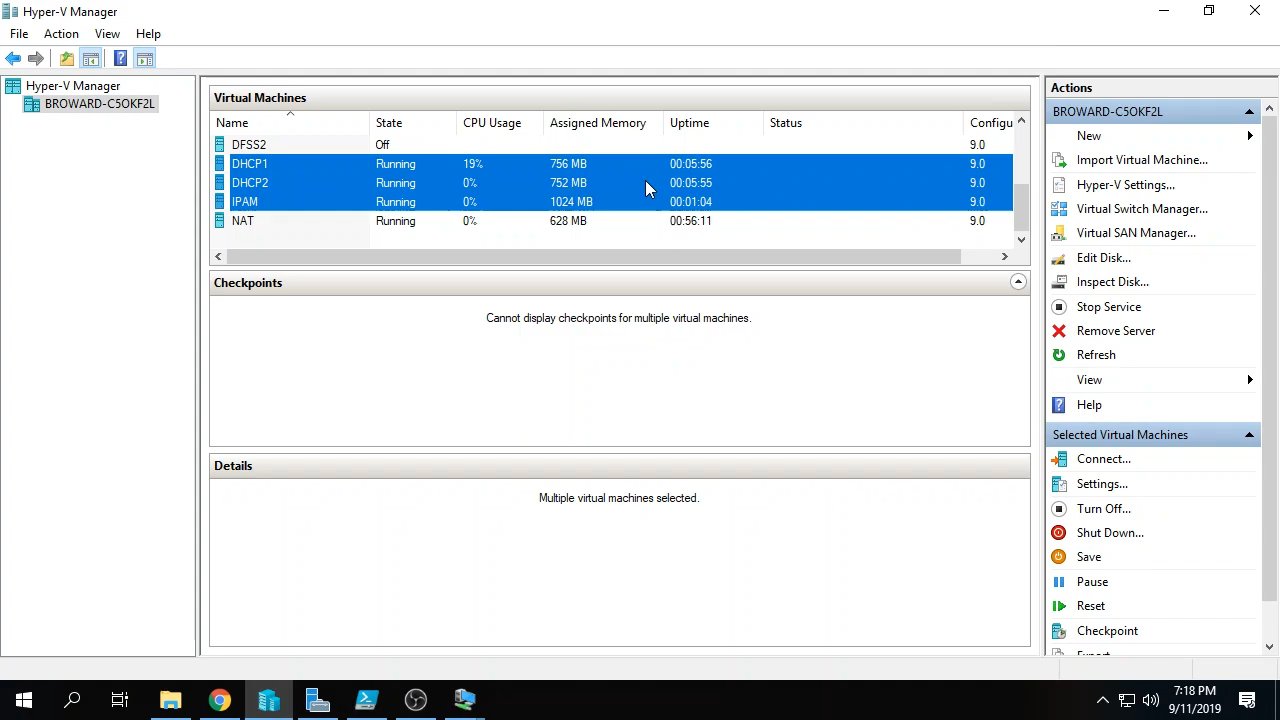 Hyper-V Manager
File Action View Help
Hyper-V Manager
BROWARD-C5OKF2L
Virtual Machines
Name State CPU Usage Assigned Memory Uptime Status Configu
DFSS2 Off 9.0
DHCP1 Running 19% 756 MB 00:05:56 9.0
DHCP2 Running 0% 752 MB 00:05:55 9.0
IPAM Running 0% 1024 MB 00:01:04 9.0
NAT Running 0% 628 MB 00:56:11 9.0
Checkpoints
Cannot display checkpoints for multiple virtual machines.
Details
Multiple virtual machines selected.
Actions
BROWARD-C5OKF2L
New
Import Virtual Machine...
Hyper-V Settings...
Virtual Switch Manager...
Virtual SAN Manager...
Edit Disk...
Inspect Disk...
Stop Service
Remove Server
Refresh
View
Help
Selected Virtual Machines
Connect...
Settings...
Turn Off...
Shut Down...
Save
Pause
Reset
Checkpoint
7:18 PM
9/11/2019